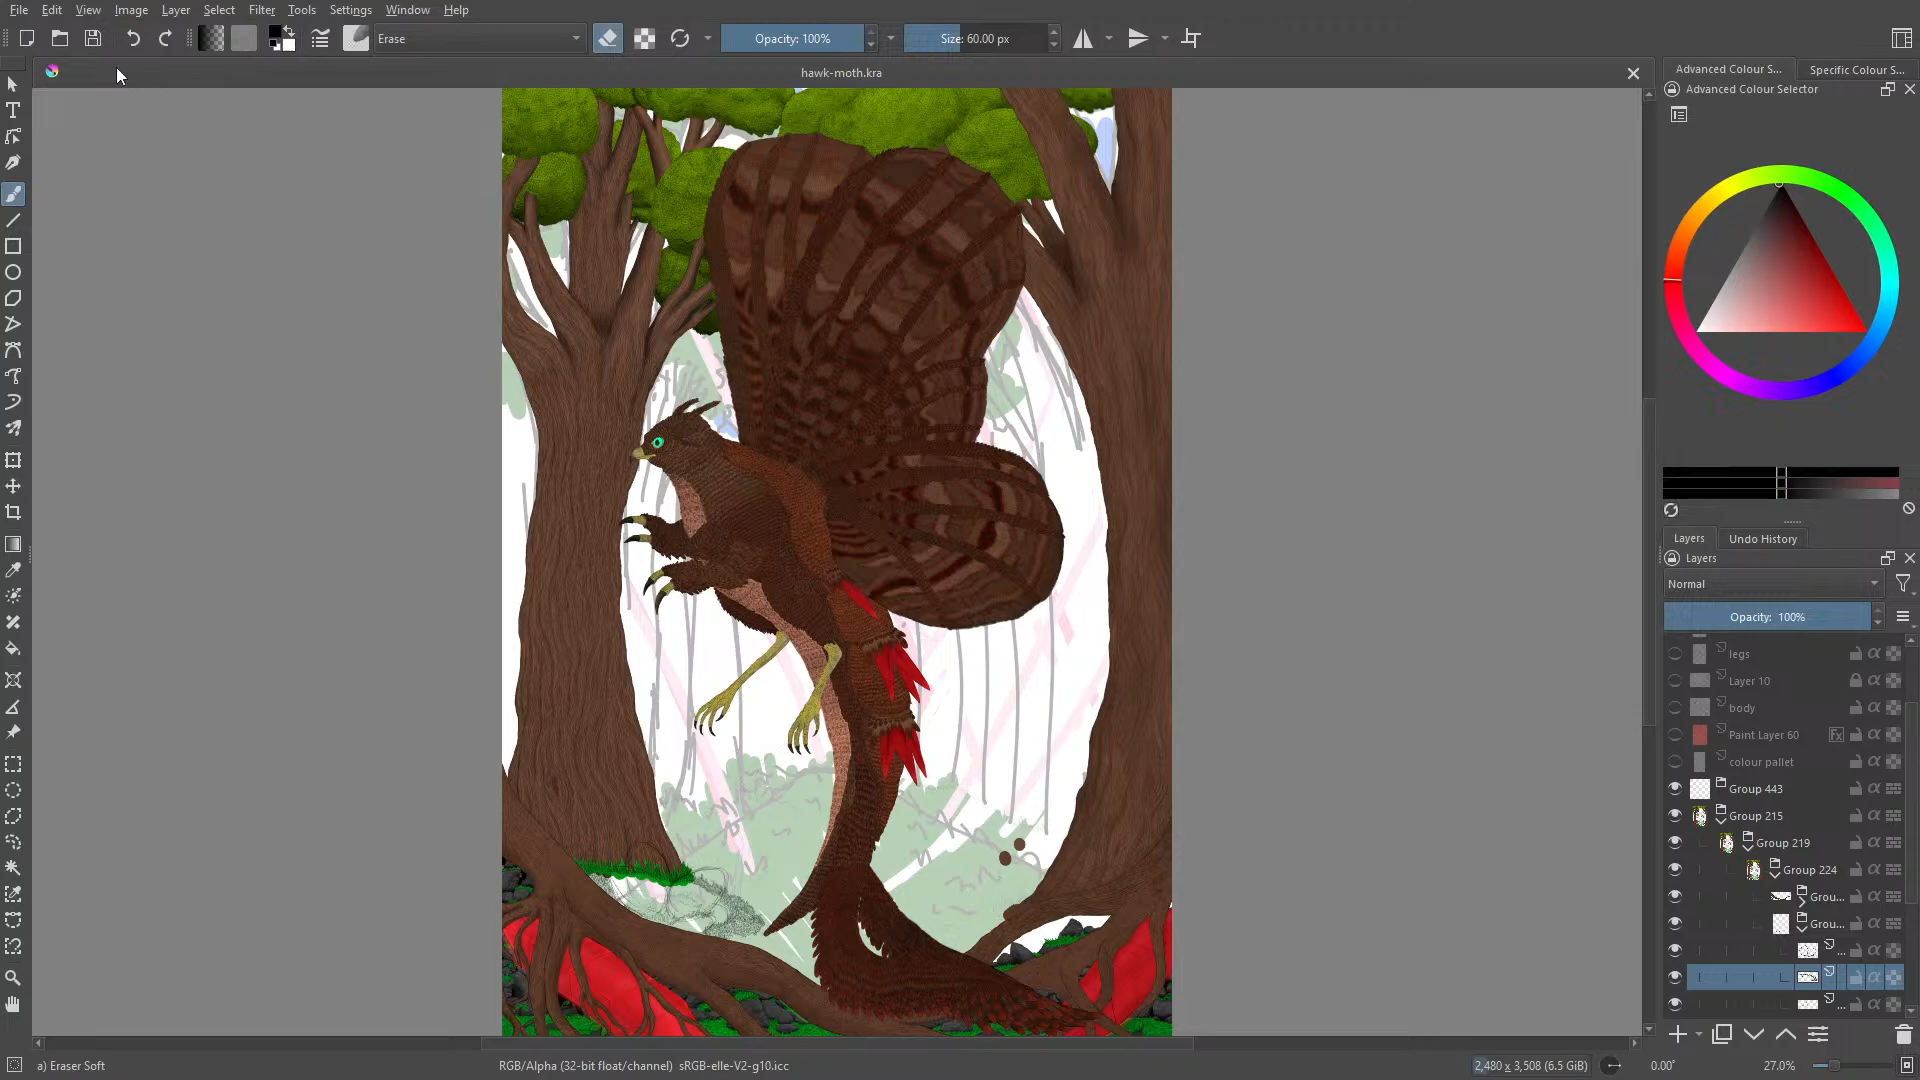 File Edit View Image Layer Select Filter Tools Settings Window Help
Erase Opacity: 100% Size: 60.00 px
hawk-moth.kra
Advanced Colour S... Specific Colour S...
Advanced Colour Selector
Layers Undo History
Layers
Normal
Opacity: 100%
legs
Layer 10
body
Paint Layer 60
colour pallet
Group 443
Group 215
Group 219
Group 224
Grou...
Grou...
...
...
...
a) Eraser Soft RGB/Alpha (32-bit float/channel) sRGB-elle-V2-g10.icc 2,480 x 3,508 (6.5 GiB) 0.00° 27.0%